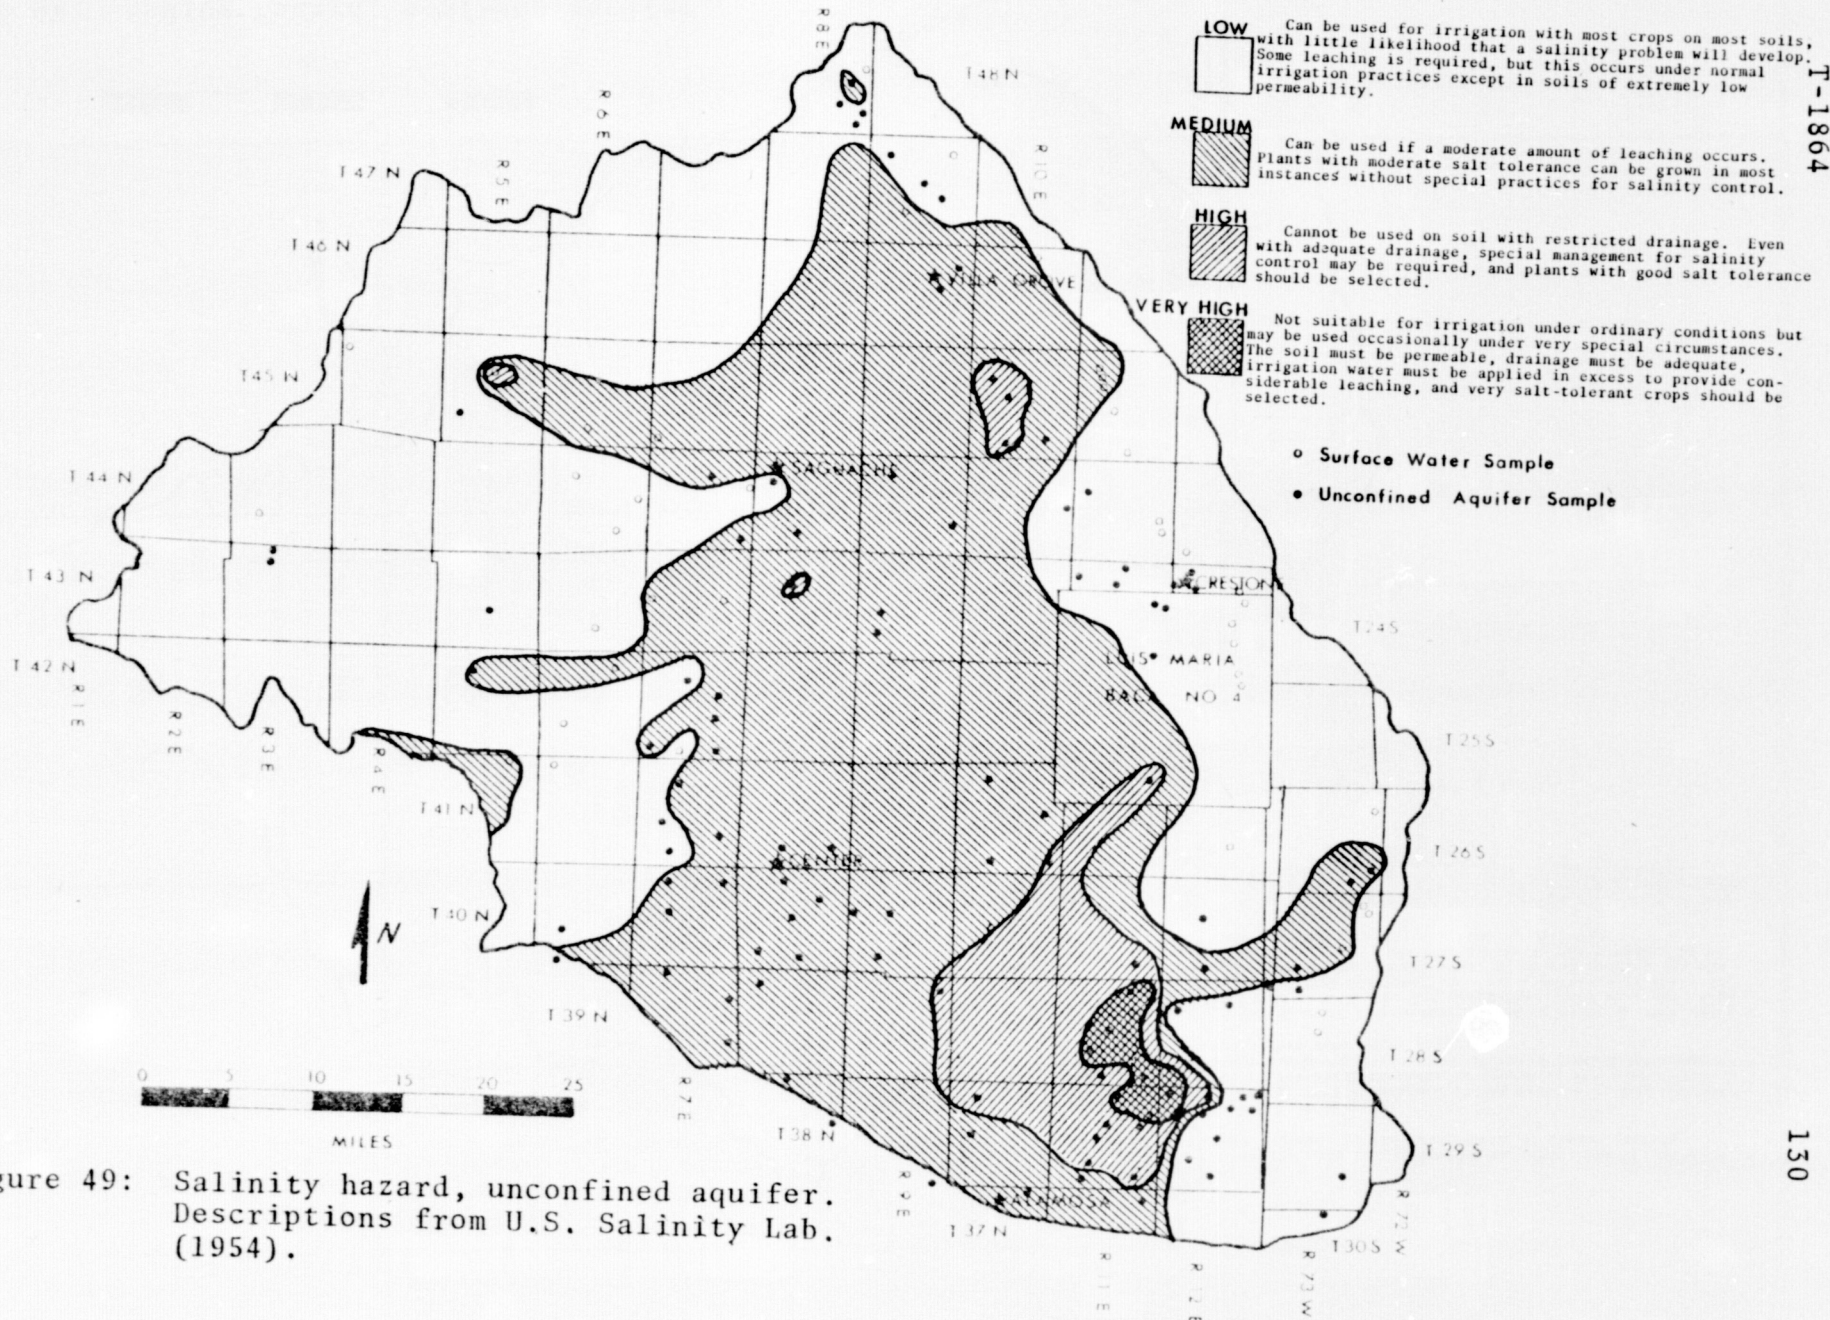 LOW
Can be used for irrigation with most crops on most soils,
with little likelihood that a salinity problem will develop.
Some leaching is required, but this occurs under normal
irrigation practices except in soils of extremely low
permeability.
MEDIUM
Can be used if a moderate amount of leaching occurs.
Plants with moderate salt tolerance can be grown in most
instances without special practices for salinity control.
HIGH
Cannot be used on soil with restricted drainage. Even
with adequate drainage, special management for salinity
control may be required, and plants with good salt tolerance
should be selected.
VERY HIGH
Not suitable for irrigation under ordinary conditions but
may be used occasionally under very special circumstances.
The soil must be permeable, drainage must be adequate,
irrigation water must be applied in excess to provide con-
siderable leaching, and very salt-tolerant crops should be
selected.
Surface Water Sample
Unconfined Aquifer Sample
T-1864
130
R 8 E
T 48 N
R 6 E
R 5 E
R 10 E
T 47 N
T 46 N
VILLA GROVE
T 45 N
SAGUACHE
T 44 N
T 43 N
CRESTON
T 24 S
T 42 N
LUIS MARIA
BACA NO 4
R 1 E
R 2 E
R 3 E
R 4 E
T 25 S
T 41 N
CENTER
T 26 S
T 40 N
N
T 27 S
T 39 N
T 28 S
0 5 10 15 20 25
MILES
R 7 E
T 38 N
T 29 S
R 9 E
ALAMOSA
T 37 N
T 30 S
R 72 W
R 11 E
R 12 E
R 73 W
gure 49: Salinity hazard, unconfined aquifer.
Descriptions from U.S. Salinity Lab.
(1954).